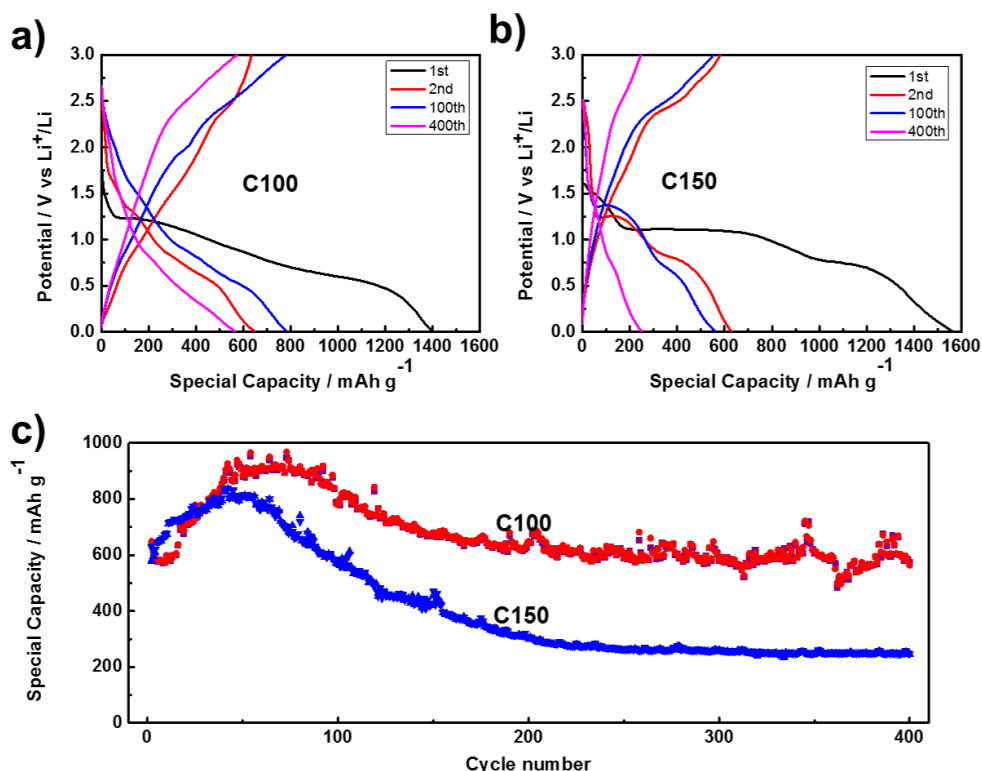 a)
3.0
2.5
2.0
1.5
1.0
0.5
0.0
0 200 400 600 800 1000 1200 1400 1600
Potential / V vs Li+/Li
Special Capacity / mAh g-1
1st
2nd
100th
400th
C100
b)
3.0
2.5
2.0
1.5
1.0
0.5
0.0
0 200 400 600 800 1000 1200 1400 1600
Potential / V vs Li+/Li
Special Capacity / mAh g-1
1st
2nd
100th
400th
C150
c)
1000
800
600
400
200
0
0 100 200 300 400
Special Capacity / mAh g-1
Cycle number
C100
C150